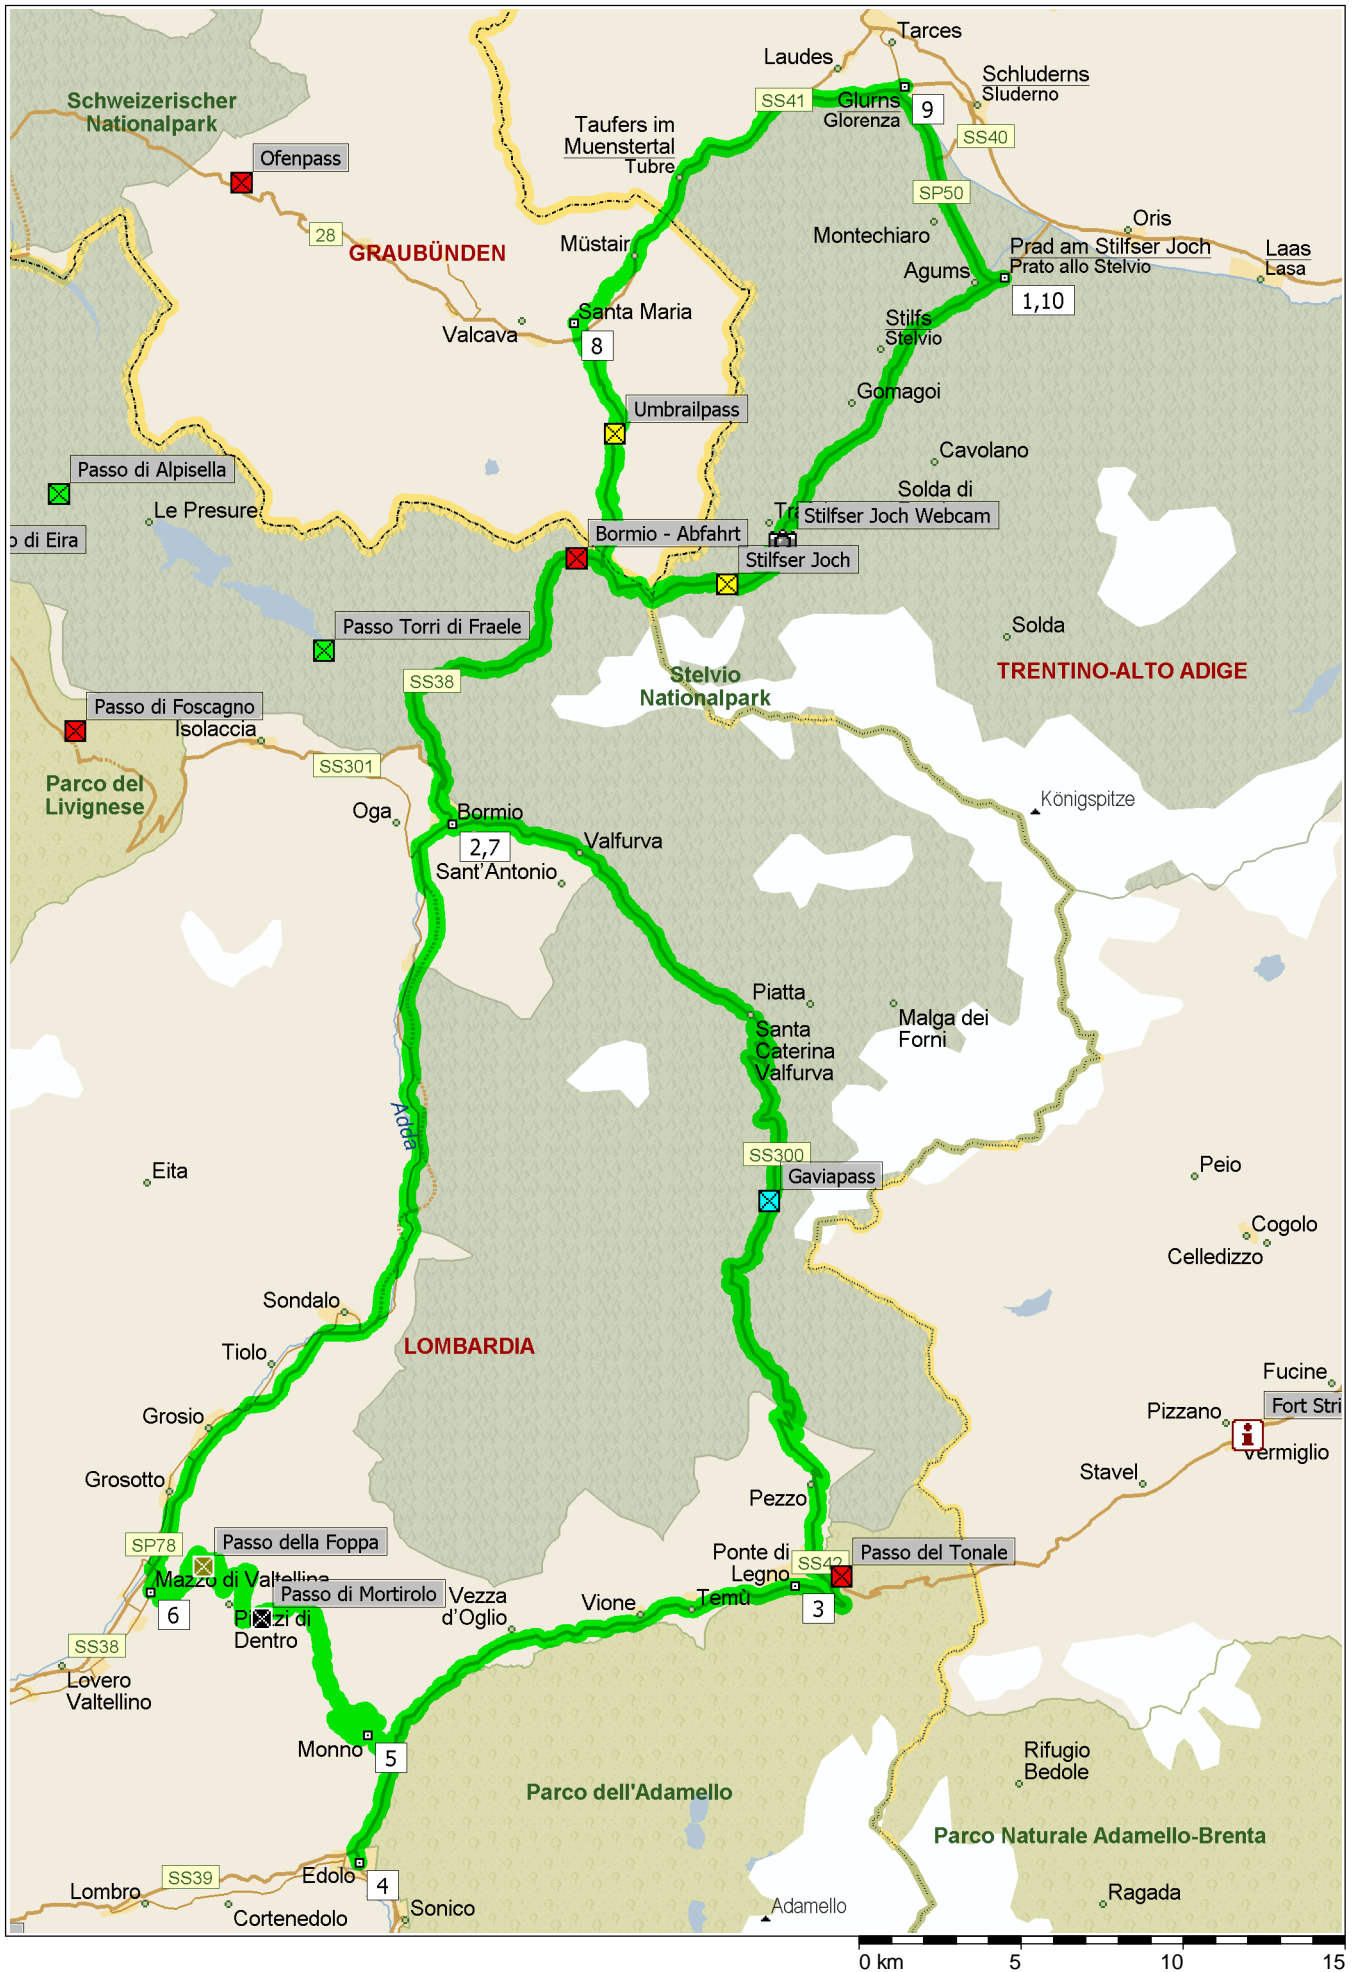 Tarces
Laudes
Schluderns
Sluderno
Schweizerischer
Nationalpark
SS41
Glurns
Glorenza
9
Taufers im
Muenstertal
Tubre
SS40
Ofenpass
SP50
Oris
28
Montechiaro
GRAUBÜNDEN
Müstair
Prad am Stilfser Joch
Prato allo Stelvio
Laas
Lasa
Agums
1,10
Santa Maria
Valcava
8
Stilfs
Stelvio
Gomagoi
Umbrailpass
Cavolano
Passo di Alpisella
Solda di
Le Presure
Stilfser Joch Webcam
o di Eira
Bormio - Abfahrt
Stilfser Joch
Passo Torri di Fraele
Solda
SS38
Stelvio
Nationalpark
TRENTINO-ALTO ADIGE
Passo di Foscagno
Isolaccia
SS301
Parco del
Livignese
Königspitze
Oga
Bormio
2,7
Valfurva
Sant'Antonio
Piatta
Santa
Caterina
Valfurva
Malga dei
Forni
Adda
SS300
Gaviapass
Eita
Peio
Cogolo
Celledizzo
Sondalo
Tiolo
LOMBARDIA
Fucine
Grosio
Pizzano
Fort Stri
Vermiglio
Grosotto
Stavel
Pezzo
SP78
Passo della Foppa
Ponte di
Legno
SS42
Passo del Tonale
Mazzo di Valtellina
Passo di Mortirolo
Vezza
d'Oglio
Vione
Temù
3
6
Dentro
SS38
Lovero
Valtellino
Monno
5
Rifugio
Bedole
Parco dell'Adamello
Parco Naturale Adamello-Brenta
Edolo
SS39
4
Lombro
Cortenedolo
Sonico
Adamello
Ragada
0 km
5
10
15